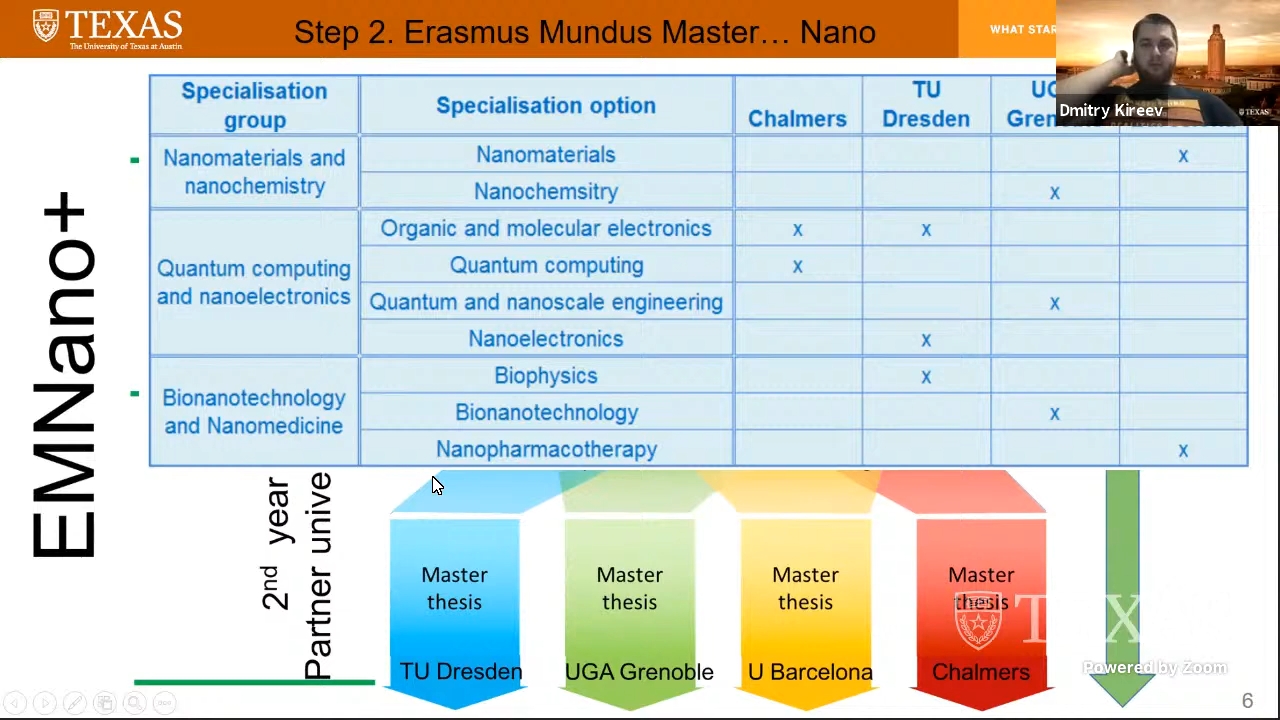 TEXAS
The University of Texas at Austin
Step 2. Erasmus Mundus Master… Nano
WHAT STAR
Dmitry Kireev
TEXAS
Specialisation group
Specialisation option
Chalmers
TU Dresden
Nanomaterials and nanochemistry
Nanomaterials
x
Nanochemsitry
x
Quantum computing and nanoelectronics
Organic and molecular electronics
x
x
Quantum computing
x
Quantum and nanoscale engineering
x
Nanoelectronics
x
Bionanotechnology and Nanomedicine
Biophysics
x
Bionanotechnology
x
Nanopharmacotherapy
x
EMNano+
2nd year
Partner unive
Master thesis
Master thesis
Master thesis
Master thesis
TU Dresden
UGA Grenoble
U Barcelona
Chalmers
Powered by Zoom
6